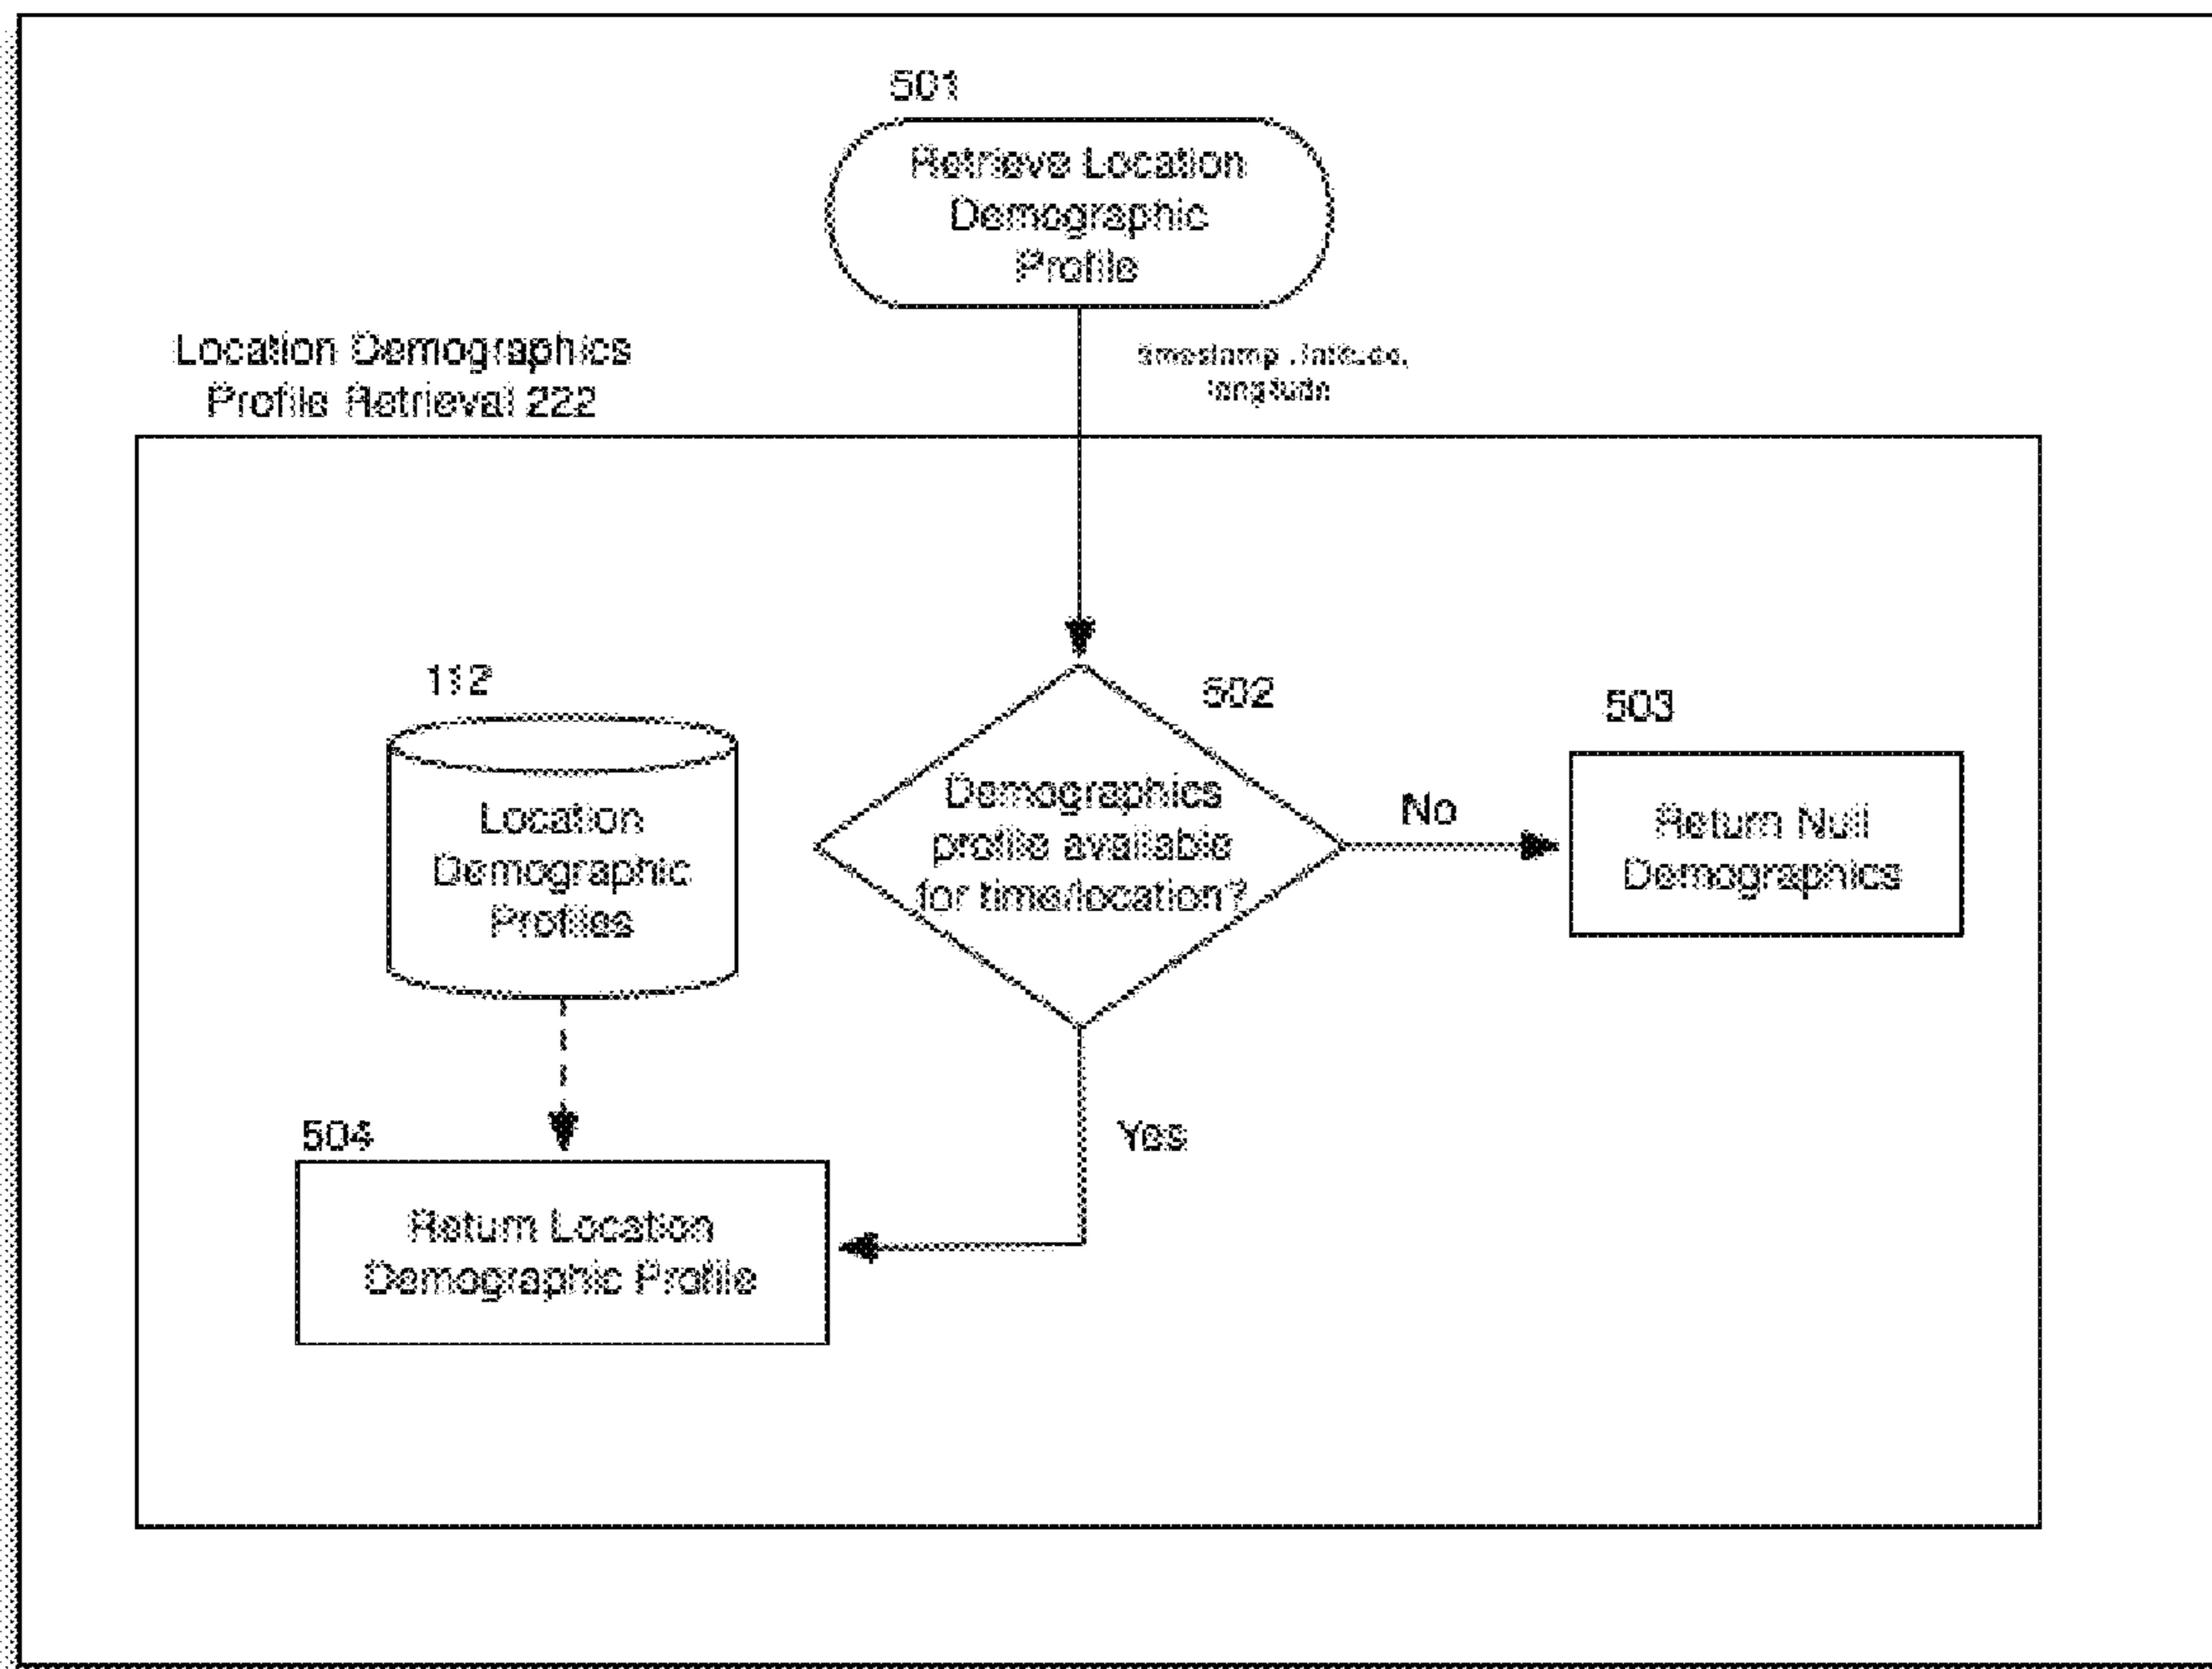 501
Retrieve Location
Demographic
Profile
Location Demographics
Profile Retrieval 222
timestamp, latitude,
longitude
112
Location
Demographic
Profiles
502
Demographics
profile available
for time/location?
No
503
Return Null
Demographics
Yes
504
Return Location
Demographic Profile